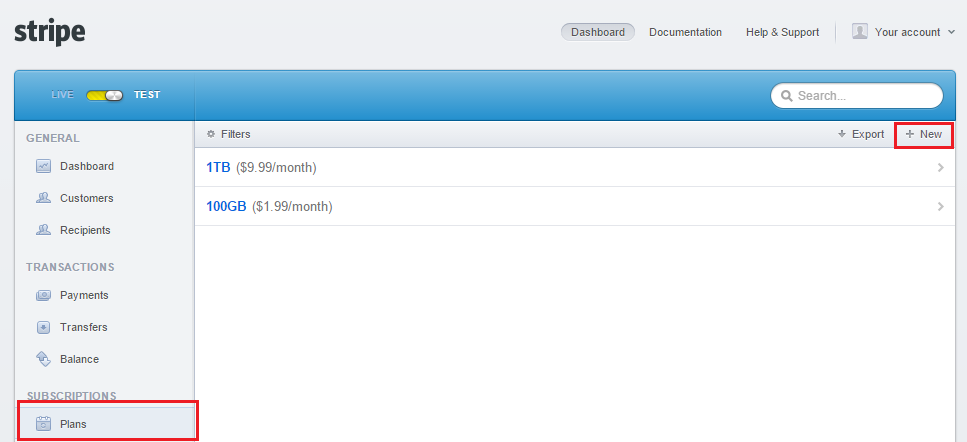 stripe
Dashboard Documentation Help & Support Your account
LIVE TEST Search...
GENERAL
Dashboard
Customers
Recipients
TRANSACTIONS
Payments
Transfers
Balance
SUBSCRIPTIONS
Plans
Filters Export New
1TB ($9.99/month)
100GB ($1.99/month)